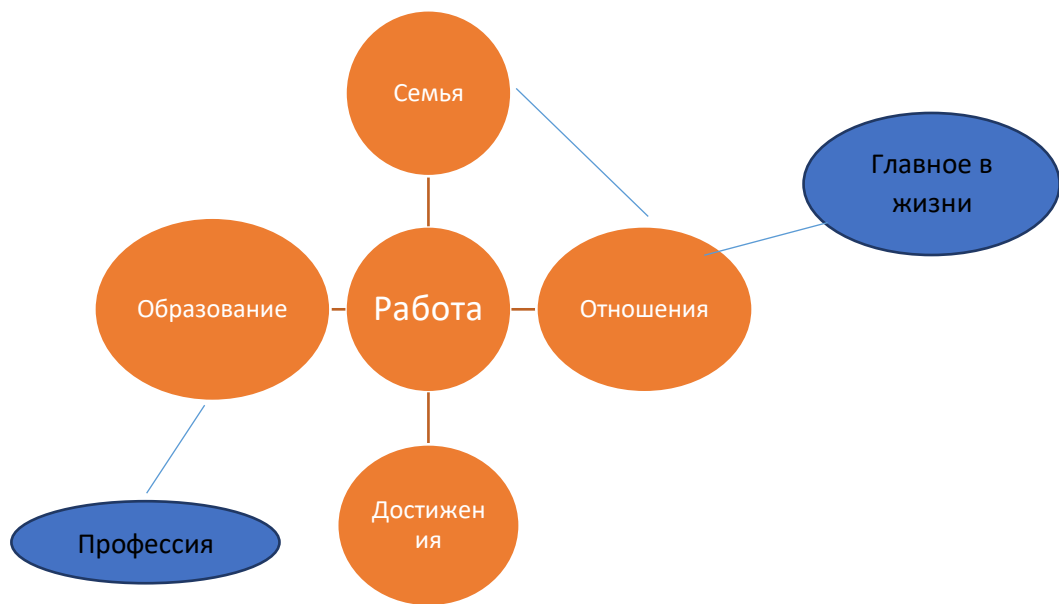 Семья
Главное в
жизни
Образование
Работа
Отношения
Достижен
ия
Профессия